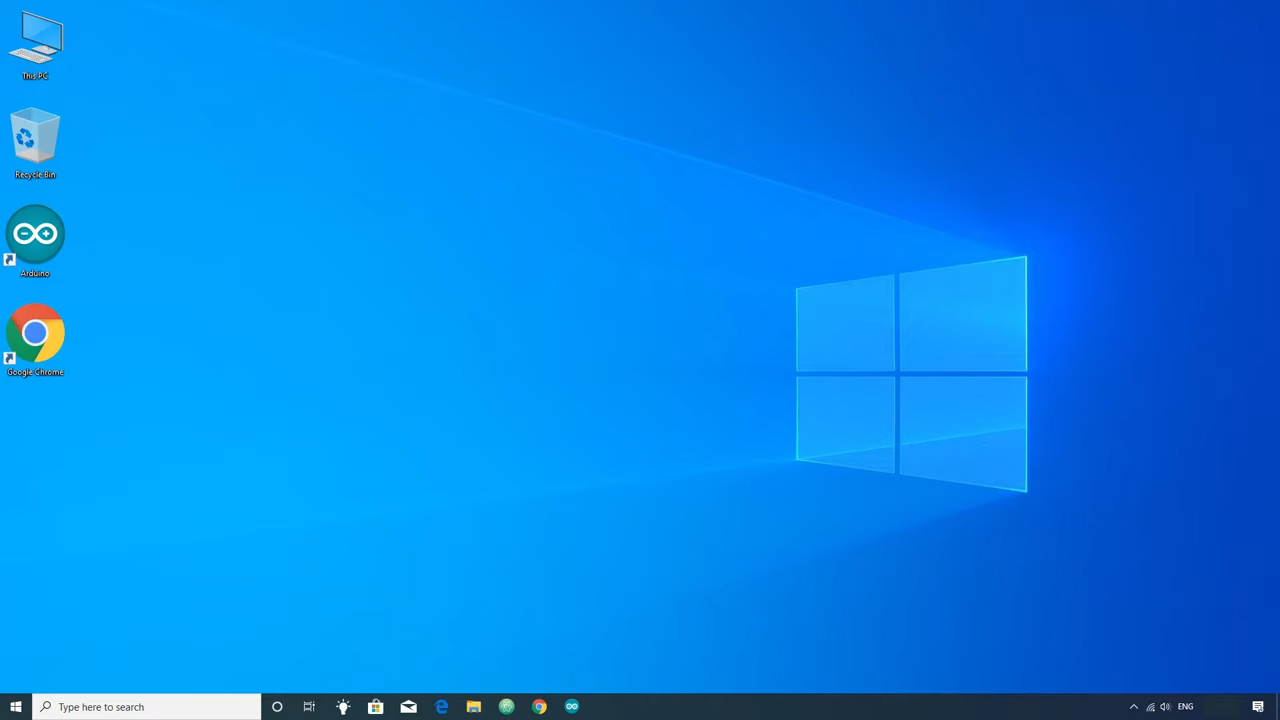 This PC
Recycle Bin
Arduino
Google Chrome
Type here to search
ENG